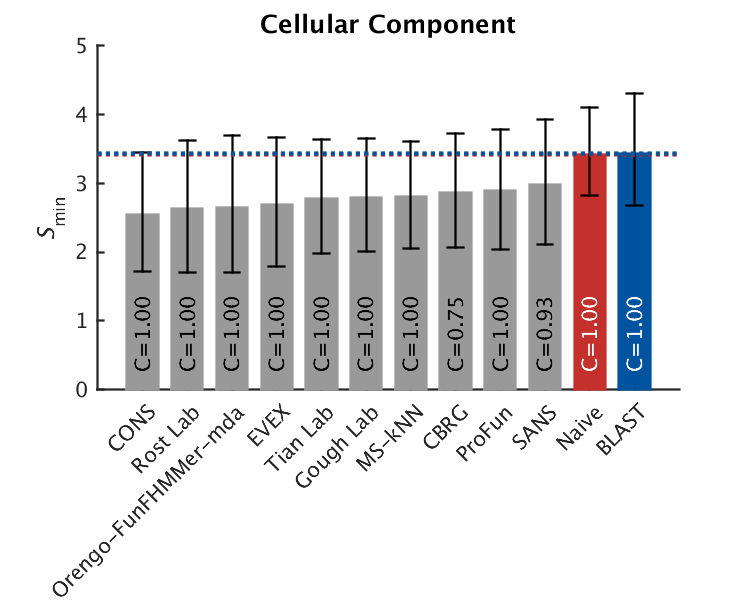 Cellular Component
5
4
3
2
1
0
Smin
C=1.00
C=1.00
C=1.00
C=1.00
C=1.00
C=1.00
C=1.00
C=0.75
C=1.00
C=0.93
C=1.00
C=1.00
CONS
Rost Lab
Orengo-FunFHMMer-mda
EVEX
Tian Lab
Gough Lab
MS-kNN
CBRG
ProFun
SANS
Naive
BLAST